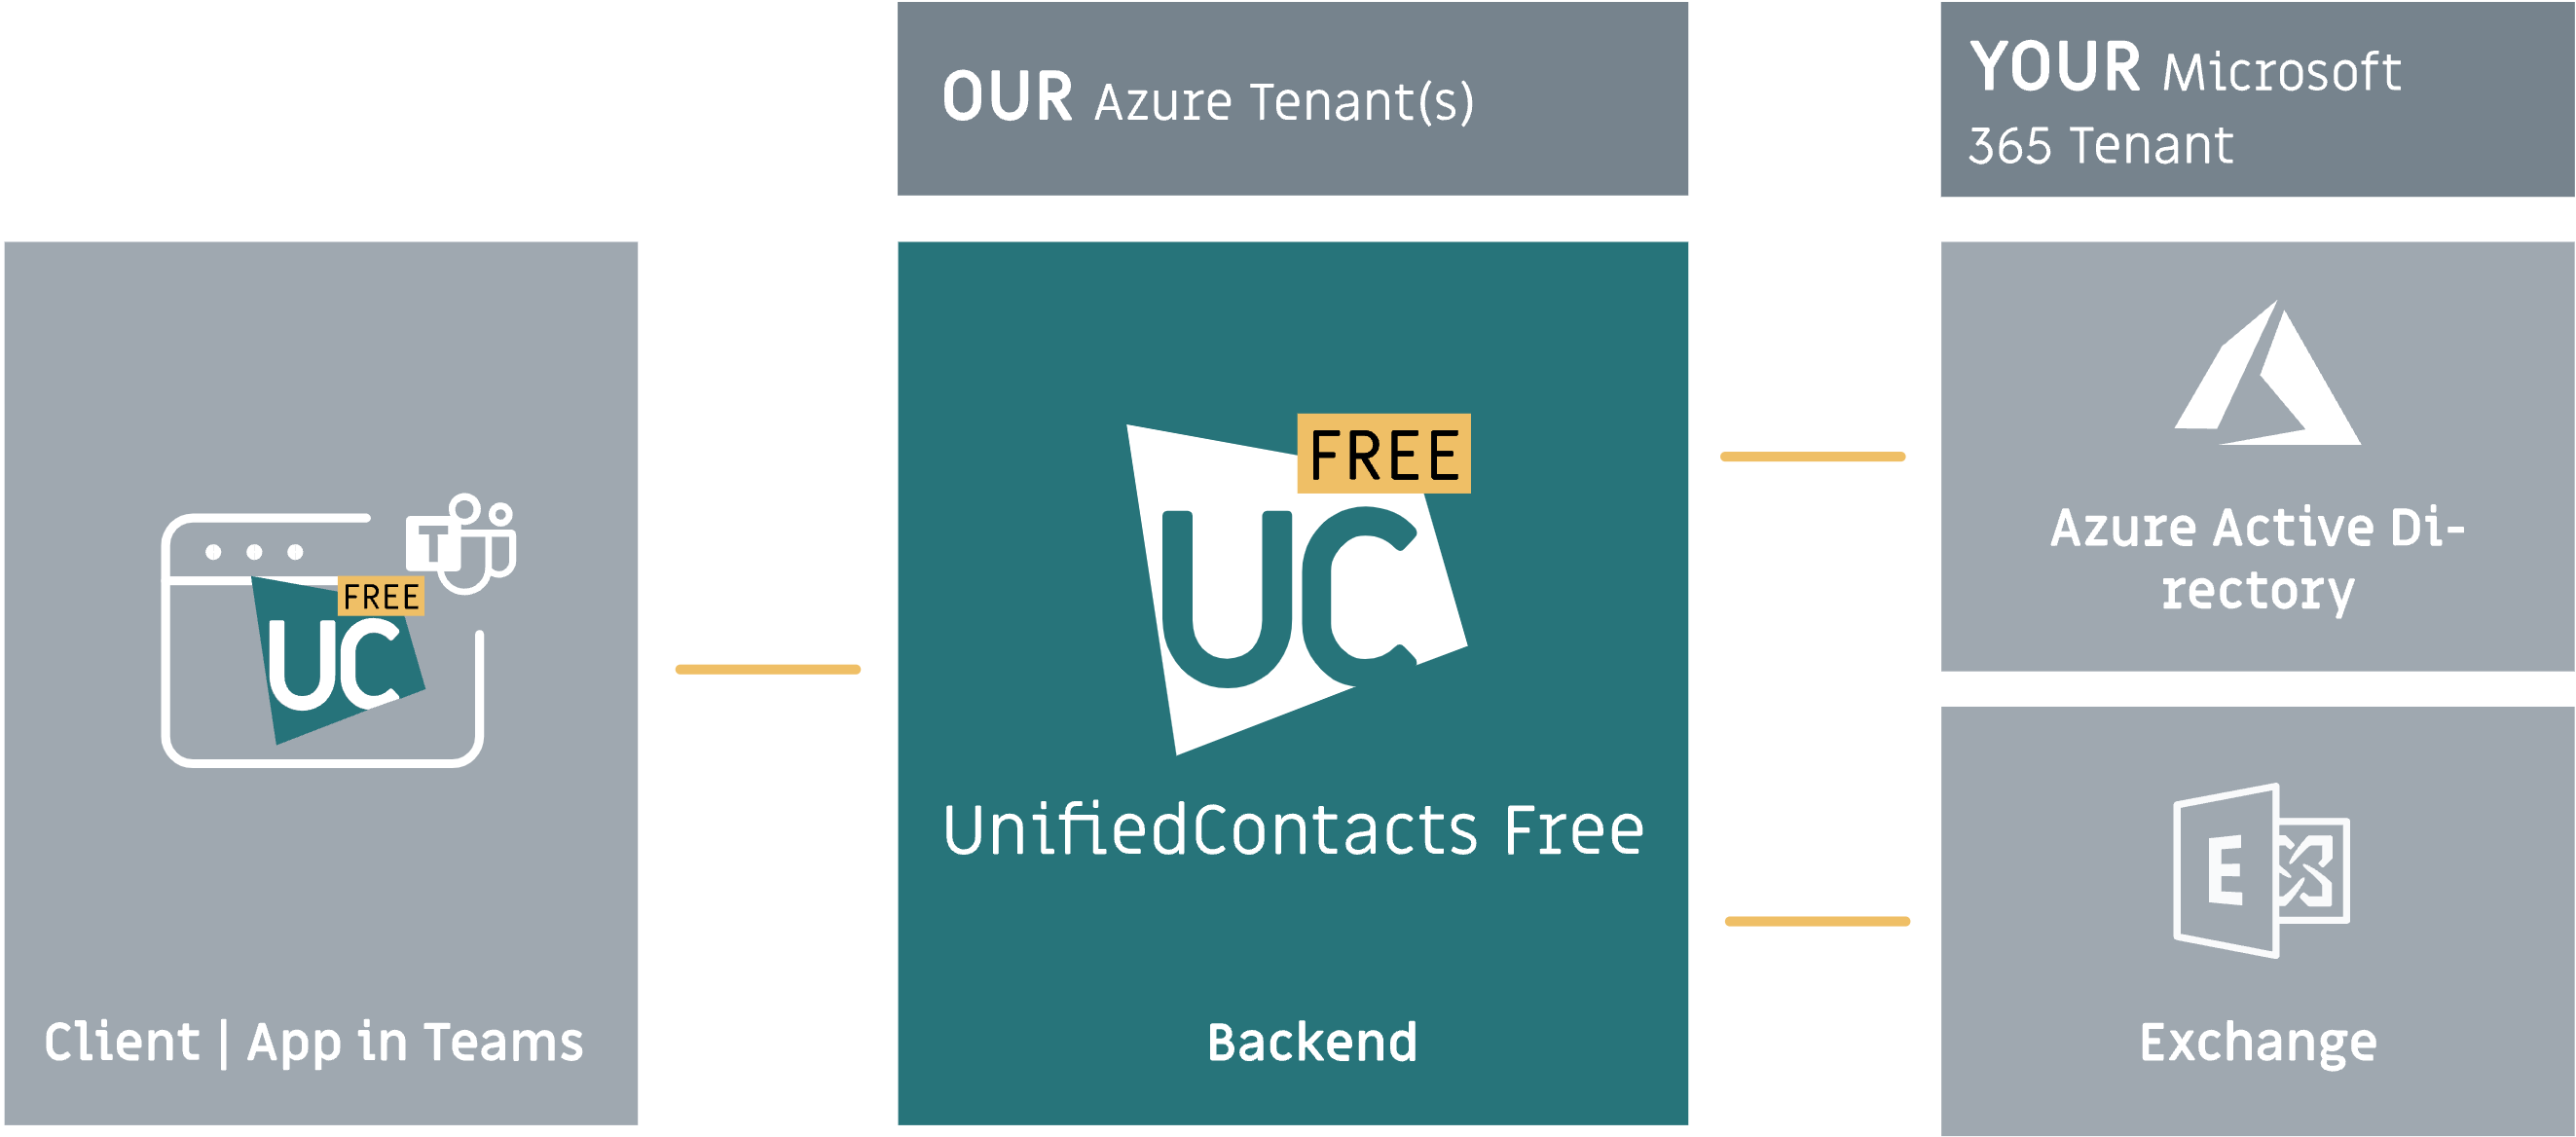 OUR Azure Tenant(s)
YOUR Microsoft
365 Tenant
T
FREE
UC
Client | App in Teams
FREE
UC
UnifiedContacts Free
Backend
Azure Active Di-
rectory
E
Exchange